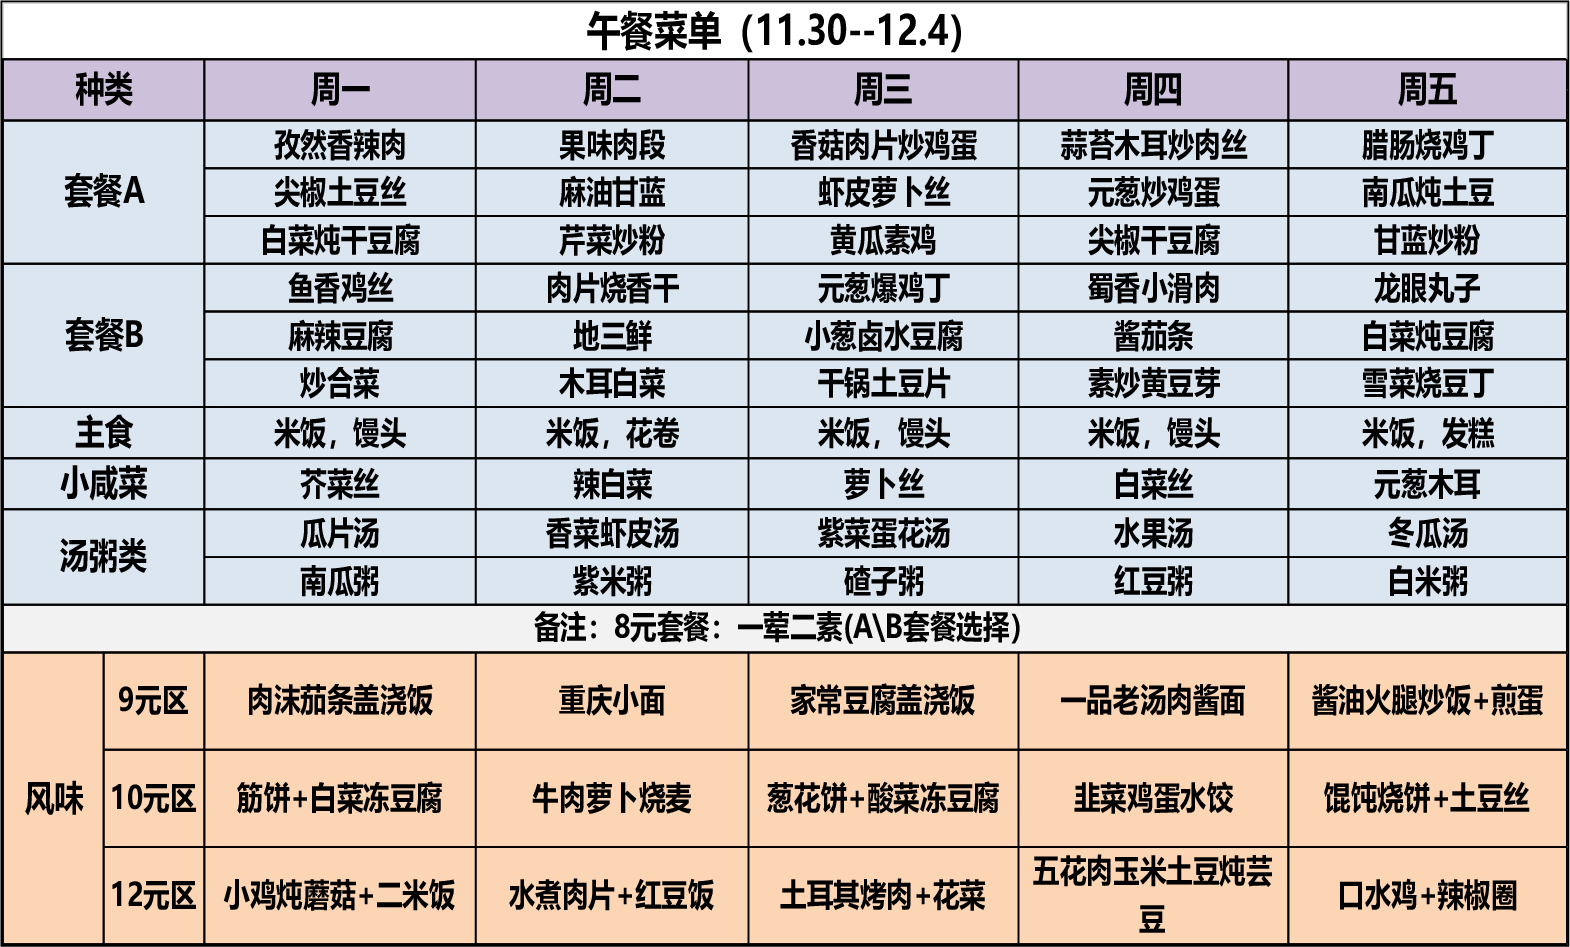 午餐菜单（11.30--12.4）
种类 周一 周二 周三 周四 周五
套餐A
孜然香辣肉 果味肉段 香菇肉片炒鸡蛋 蒜苔木耳炒肉丝 腊肠烧鸡丁
尖椒土豆丝 麻油甘蓝 虾皮萝卜丝 元葱炒鸡蛋 南瓜炖土豆
白菜炖干豆腐 芹菜炒粉 黄瓜素鸡 尖椒干豆腐 甘蓝炒粉
套餐B
鱼香鸡丝 肉片烧香干 元葱爆鸡丁 蜀香小滑肉 龙眼丸子
麻辣豆腐 地三鲜 小葱卤水豆腐 酱茄条 白菜炖豆腐
炒合菜 木耳白菜 干锅土豆片 素炒黄豆芽 雪菜烧豆丁
主食 米饭，馒头 米饭，花卷 米饭，馒头 米饭，馒头 米饭，发糕
小咸菜 芥菜丝 辣白菜 萝卜丝 白菜丝 元葱木耳
汤粥类
瓜片汤 香菜虾皮汤 紫菜蛋花汤 水果汤 冬瓜汤
南瓜粥 紫米粥 碴子粥 红豆粥 白米粥
备注：8元套餐：一荤二素(A\B套餐选择)
风味
9元区 肉沫茄条盖浇饭 重庆小面 家常豆腐盖浇饭 一品老汤肉酱面 酱油火腿炒饭+煎蛋
10元区 筋饼+白菜冻豆腐 牛肉萝卜烧麦 葱花饼+酸菜冻豆腐 韭菜鸡蛋水饺 馄饨烧饼+土豆丝
12元区 小鸡炖蘑菇+二米饭 水煮肉片+红豆饭 土耳其烤肉+花菜 五花肉玉米土豆炖芸
豆 口水鸡+辣椒圈